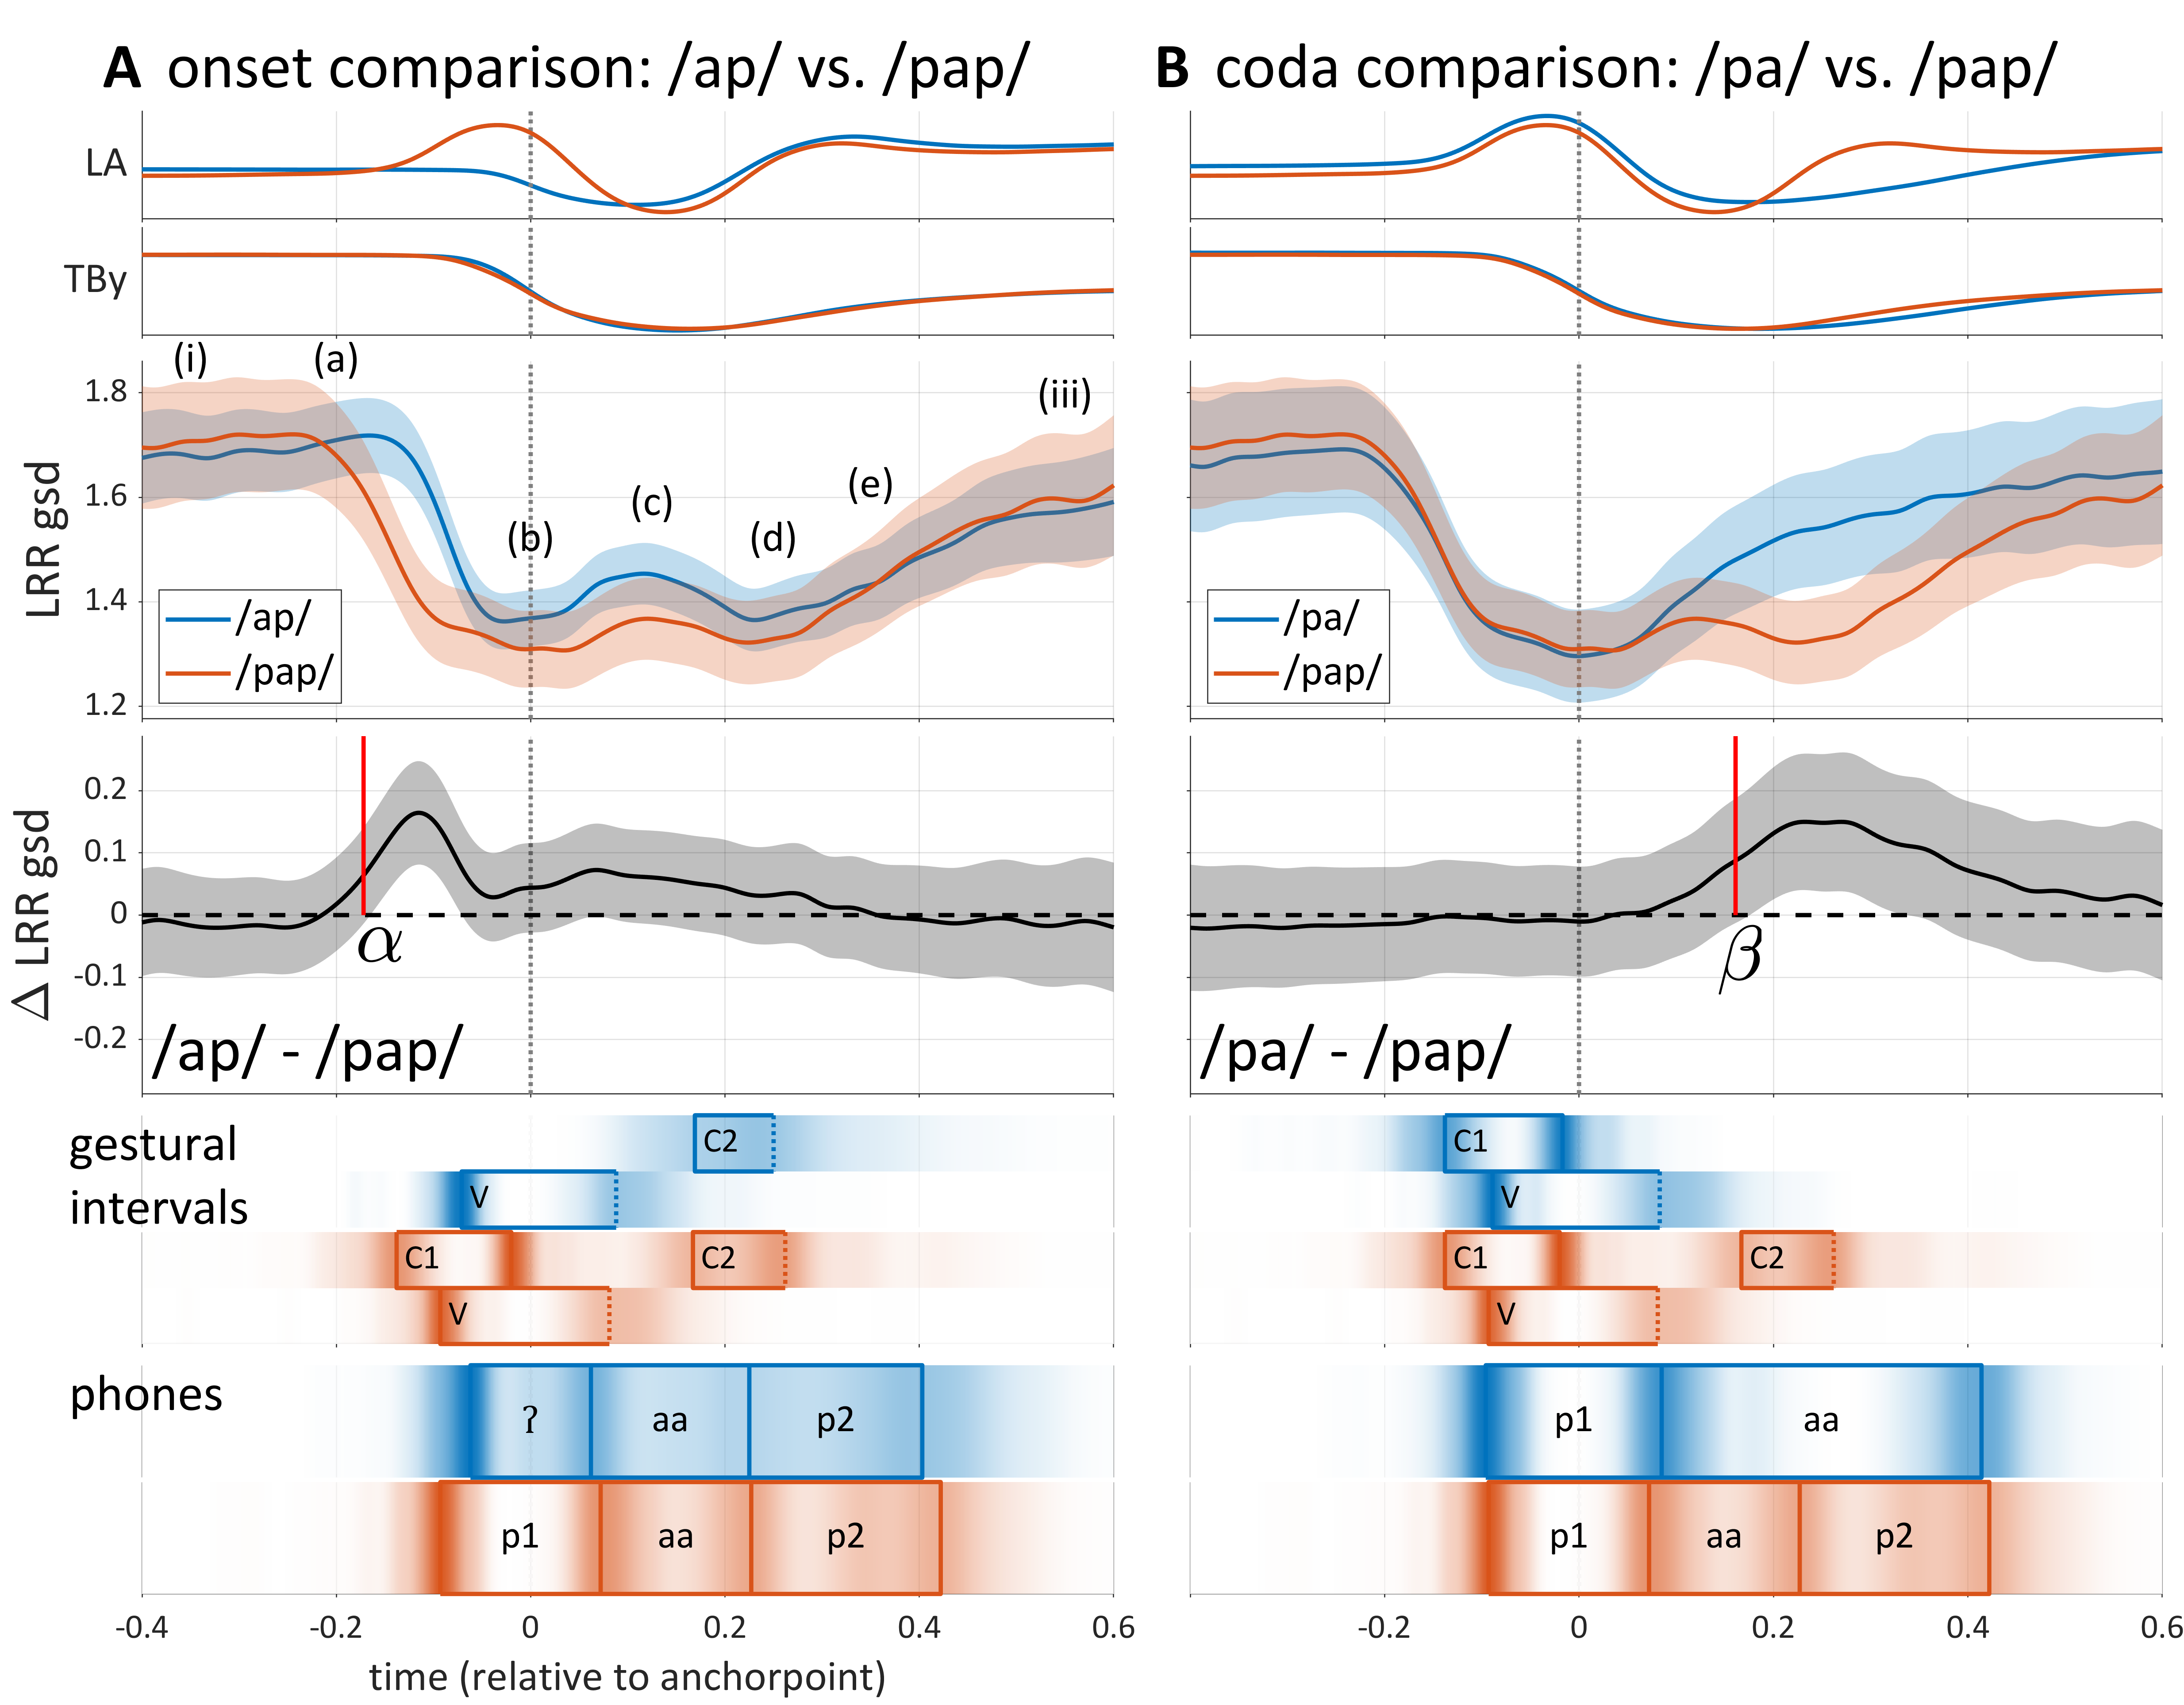 A onset comparison: /ap/ vs. /pap/
B coda comparison: /pa/ vs. /pap/
LA
TBy
(i)
(a)
(b)
(c)
(d)
(e)
(iii)
LRR gsd
1.8
1.6
1.4
1.2
/ap/
/pap/
/pa/
/pap/
Δ LRR gsd
0.2
0.1
0
-0.1
-0.2
α
β
/ap/ - /pap/
/pa/ - /pap/
gestural
intervals
C2
V
C1
C2
V
C1
V
C1
C2
V
phones
ʔ
aa
p2
p1
aa
p2
p1
aa
p1
aa
p2
-0.4
-0.2
0
0.2
0.4
0.6
-0.2
0
0.2
0.4
0.6
time (relative to anchorpoint)